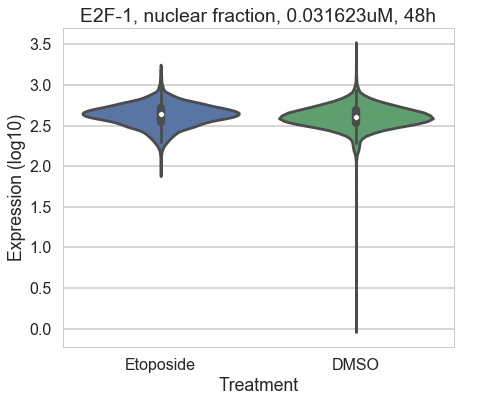 E2F-1, nuclear fraction, 0.031623uM, 48h
Expression (log10)
3.5
3.0
2.5
2.0
1.5
1.0
0.5
0.0
Etoposide DMSO
Treatment